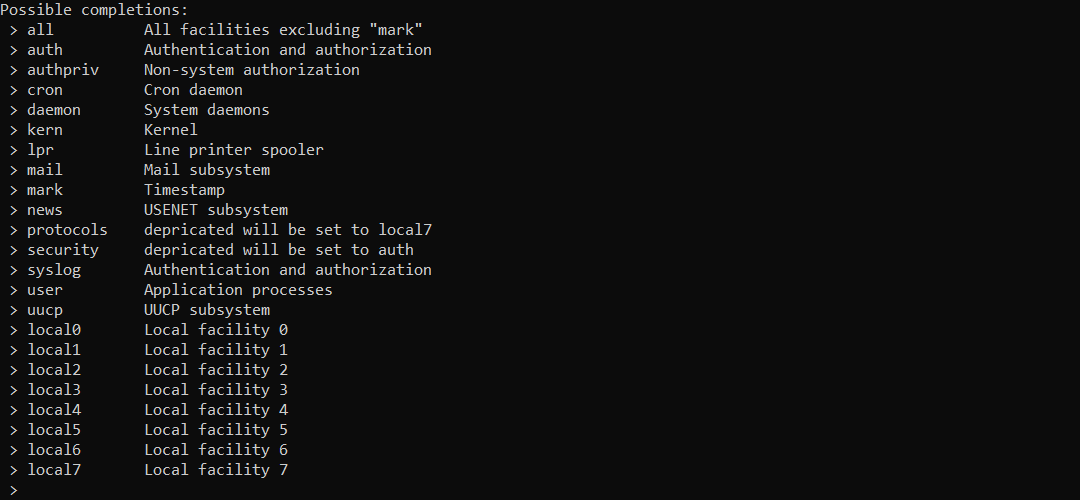 Possible completions:
> all All facilities excluding "mark"
> auth Authentication and authorization
> authpriv Non-system authorization
> cron Cron daemon
> daemon System daemons
> kern Kernel
> lpr Line printer spooler
> mail Mail subsystem
> mark Timestamp
> news USENET subsystem
> protocols depricated will be set to local7
> security depricated will be set to auth
> syslog Authentication and authorization
> user Application processes
> uucp UUCP subsystem
> local0 Local facility 0
> local1 Local facility 1
> local2 Local facility 2
> local3 Local facility 3
> local4 Local facility 4
> local5 Local facility 5
> local6 Local facility 6
> local7 Local facility 7
>